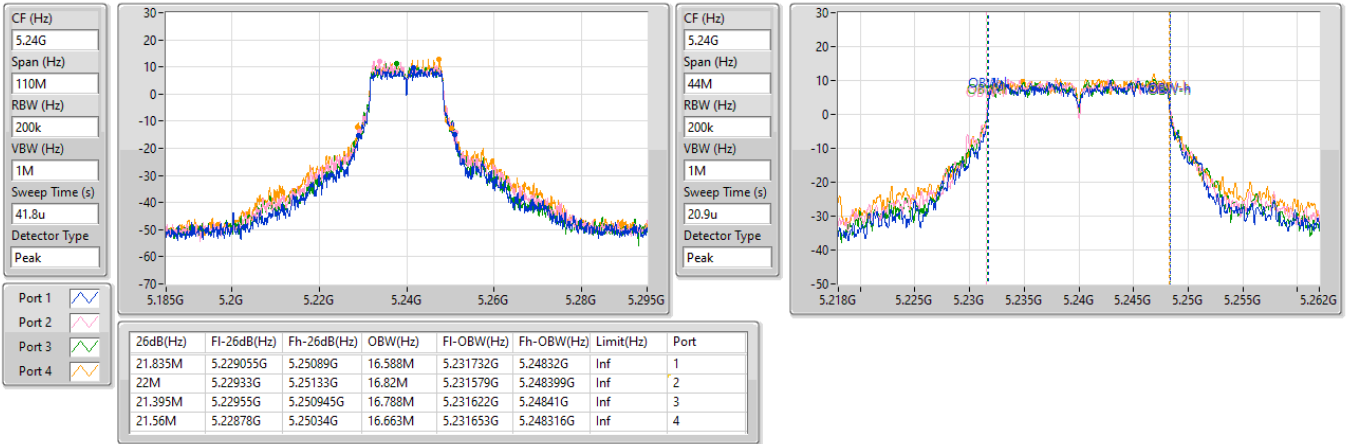 CF (Hz)
5.24G
Span (Hz)
110M
RBW (Hz)
200k
VBW (Hz)
1M
Sweep Time (s)
41.8u
Detector Type
Peak
30
20
10
0
-10
-20
-30
-40
-50
-60
-70
5.185G 5.2G 5.22G 5.24G 5.26G 5.28G 5.295G
CF (Hz)
5.24G
Span (Hz)
44M
RBW (Hz)
200k
VBW (Hz)
1M
Sweep Time (s)
20.9u
Detector Type
Peak
30
20
10
0
-10
-20
-30
-40
-50
5.218G 5.225G 5.23G 5.235G 5.24G 5.245G 5.25G 5.255G 5.262G
Port 1
Port 2
Port 3
Port 4
26dB(Hz) Fl-26dB(Hz) Fh-26dB(Hz) OBW(Hz) Fl-OBW(Hz) Fh-OBW(Hz) Limit(Hz) Port
21.835M 5.229055G 5.25089G 16.588M 5.231732G 5.24832G Inf 1
22M 5.22933G 5.25133G 16.82M 5.231579G 5.248399G Inf 2
21.395M 5.22955G 5.250945G 16.788M 5.231622G 5.24841G Inf 3
21.56M 5.22878G 5.25034G 16.663M 5.231653G 5.248316G Inf 4